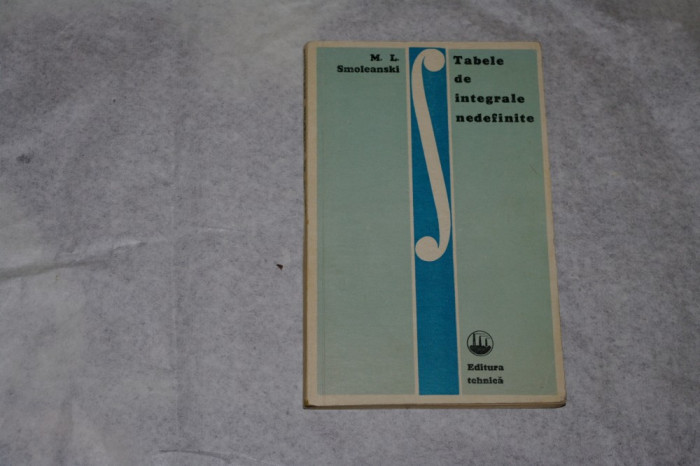 M. L.
Smoleanski
Tabele
de
integrale
nedefinite
Editura
tehnică